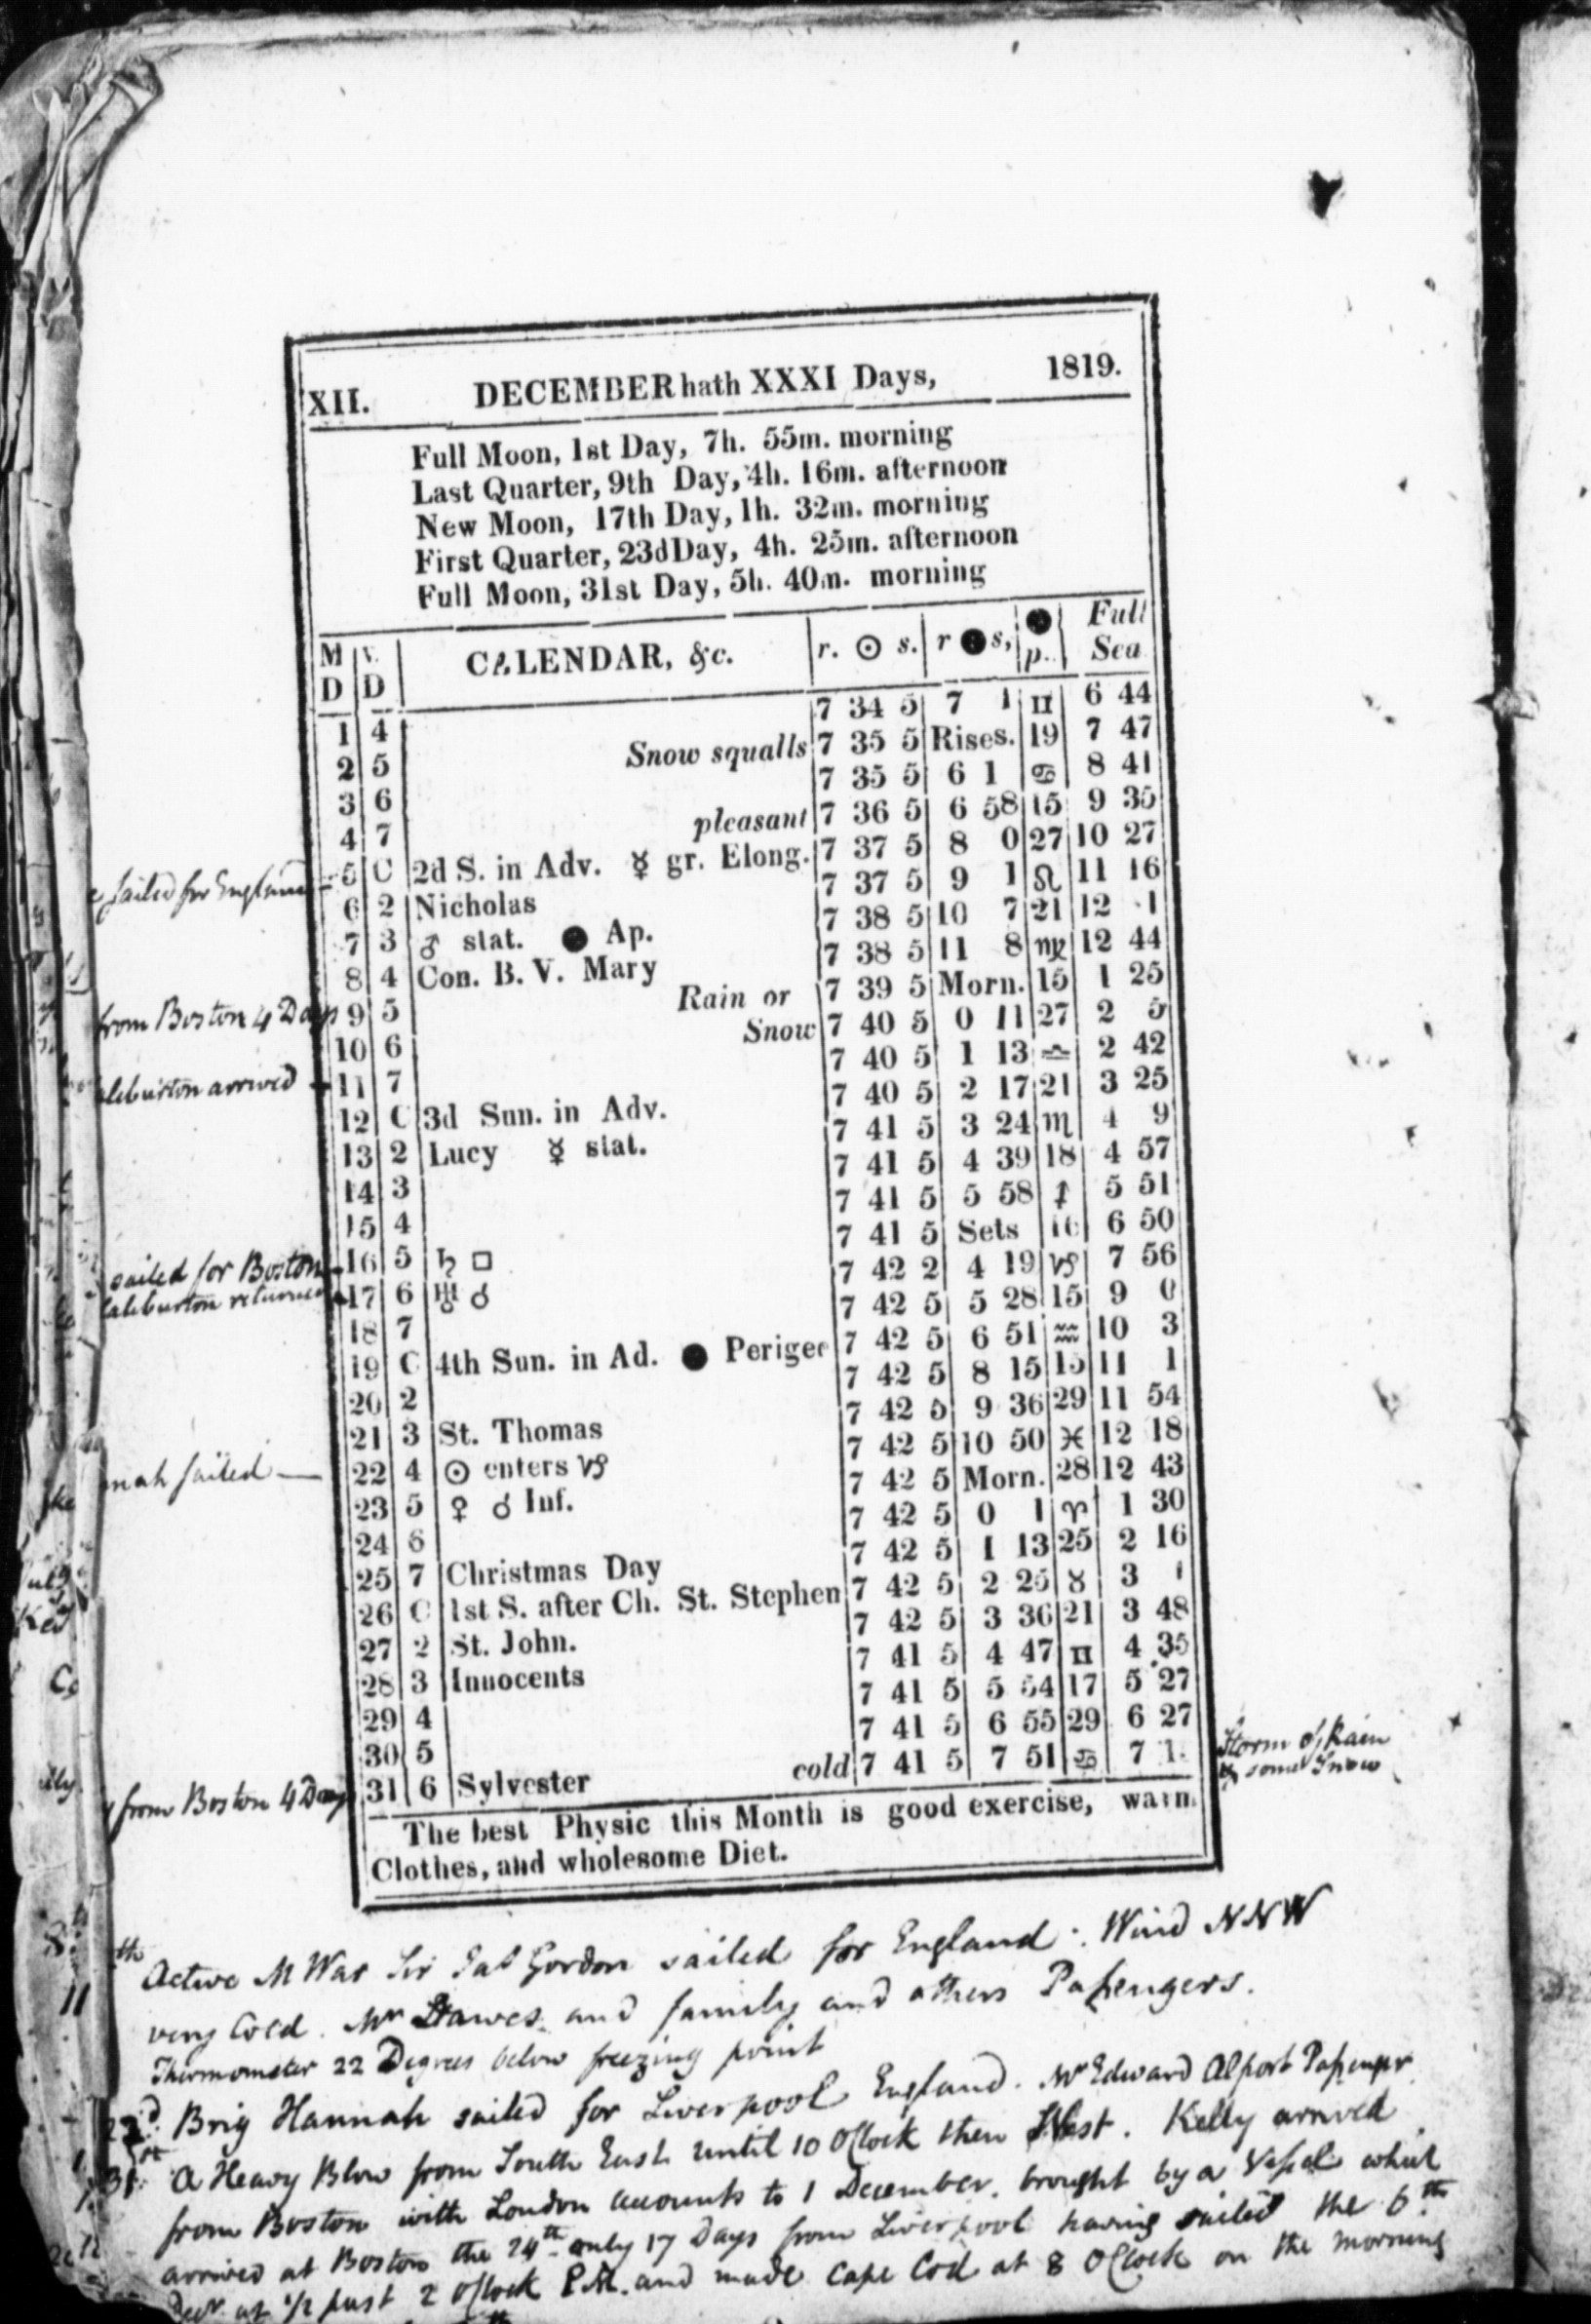 XII. DECEMBER hath XXXI Days, 1819.
Full Moon, 1st Day, 7h. 55m. morning
Last Quarter, 9th Day, 4h. 16m. afternoon
New Moon, 17th Day, 1h. 32m. morning
First Quarter, 23d Day, 4h. 25m. afternoon
Full Moon, 31st Day, 5h. 40m. morning
M D | W. D | CALENDAR, &c. | r. ☉ s. | r ● s, | ● p. | Full Sea
1 4 7 34 5 7 1 ♊ 6 44
2 5 Snow squalls 7 35 5 Rises. 19 7 47
3 6 7 35 5 6 1 ♋ 8 41
4 7 pleasant 7 36 5 6 58 15 9 35
e sailed for England - 5 C 2d S. in Adv. ☿ gr. Elong. 7 37 5 8 0 27 10 27
6 2 Nicholas 7 37 5 9 1 ♌ 11 16
7 3 ♂ stat. ● Ap. 7 38 5 10 7 21 12 1
8 4 Con. B. V. Mary 7 38 5 11 8 ♍ 12 44
from Boston 4 Days 9 5 Rain or 7 39 5 Morn. 15 1 25
10 6 Snow 7 40 5 0 11 27 2 5
aliburton arrived - 11 7 7 40 5 1 13 ♎ 2 42
12 C 3d Sun. in Adv. 7 40 5 2 17 21 3 25
13 2 Lucy ☿ stat. 7 41 5 3 24 ♏ 4 9
14 3 7 41 5 4 39 18 4 57
15 4 7 41 5 5 58 ♐ 5 51
sailed for Boston - 16 5 ♄ □ 7 41 5 Sets 16 6 50
aliburton returned - 17 6 ♅ ☌ 7 42 2 4 19 ♑ 7 56
18 7 7 42 5 5 28 15 9 0
19 C 4th Sun. in Ad. ● Perigee 7 42 5 6 51 ♒ 10 3
20 2 7 42 5 8 15 15 11 1
21 3 St. Thomas 7 42 5 9 36 29 11 54
nnah sailed — 22 4 ☉ enters ♑ 7 42 5 10 50 ♓ 12 18
23 5 ♀ ☌ Inf. 7 42 5 Morn. 28 12 43
24 6 7 42 5 0 1 ♈ 1 30
25 7 Christmas Day 7 42 5 1 13 25 2 16
26 C 1st S. after Ch. St. Stephen 7 42 5 2 25 ♉ 3 1
27 2 St. John. 7 42 5 3 36 21 3 48
28 3 Innocents 7 41 5 4 47 ♊ 4 35
29 4 7 41 5 5 54 17 5 27
30 5 7 41 5 6 55 29 6 27
y from Boston 4 Days 31 6 Sylvester cold 7 41 5 7 51 ♋ 7 1 Storm of Rain
& some Snow
The best Physic this Month is good exercise, warm
Clothes, and wholesome Diet.
th Active M War Sir Jas Gordon sailed for England. Wind NNW
very Cold. Mr Hawes and family and others Passengers.
Thermometer 22 Degrees below freezing point
22d Brig Hannah sailed for Liverpool England. Mr Edward Alport Passenger.
31st A Heavy Blow from South East until 10 OClock then West. Kelly arrived
from Boston with London accounts to 1 December. brought by a Vessel which
arrived at Boston the 24th only 17 Days from Liverpool having sailed the 6th
Decr. at 1/2 past 2 OClock P.M. and made Cape Cod at 8 OClock on the morning